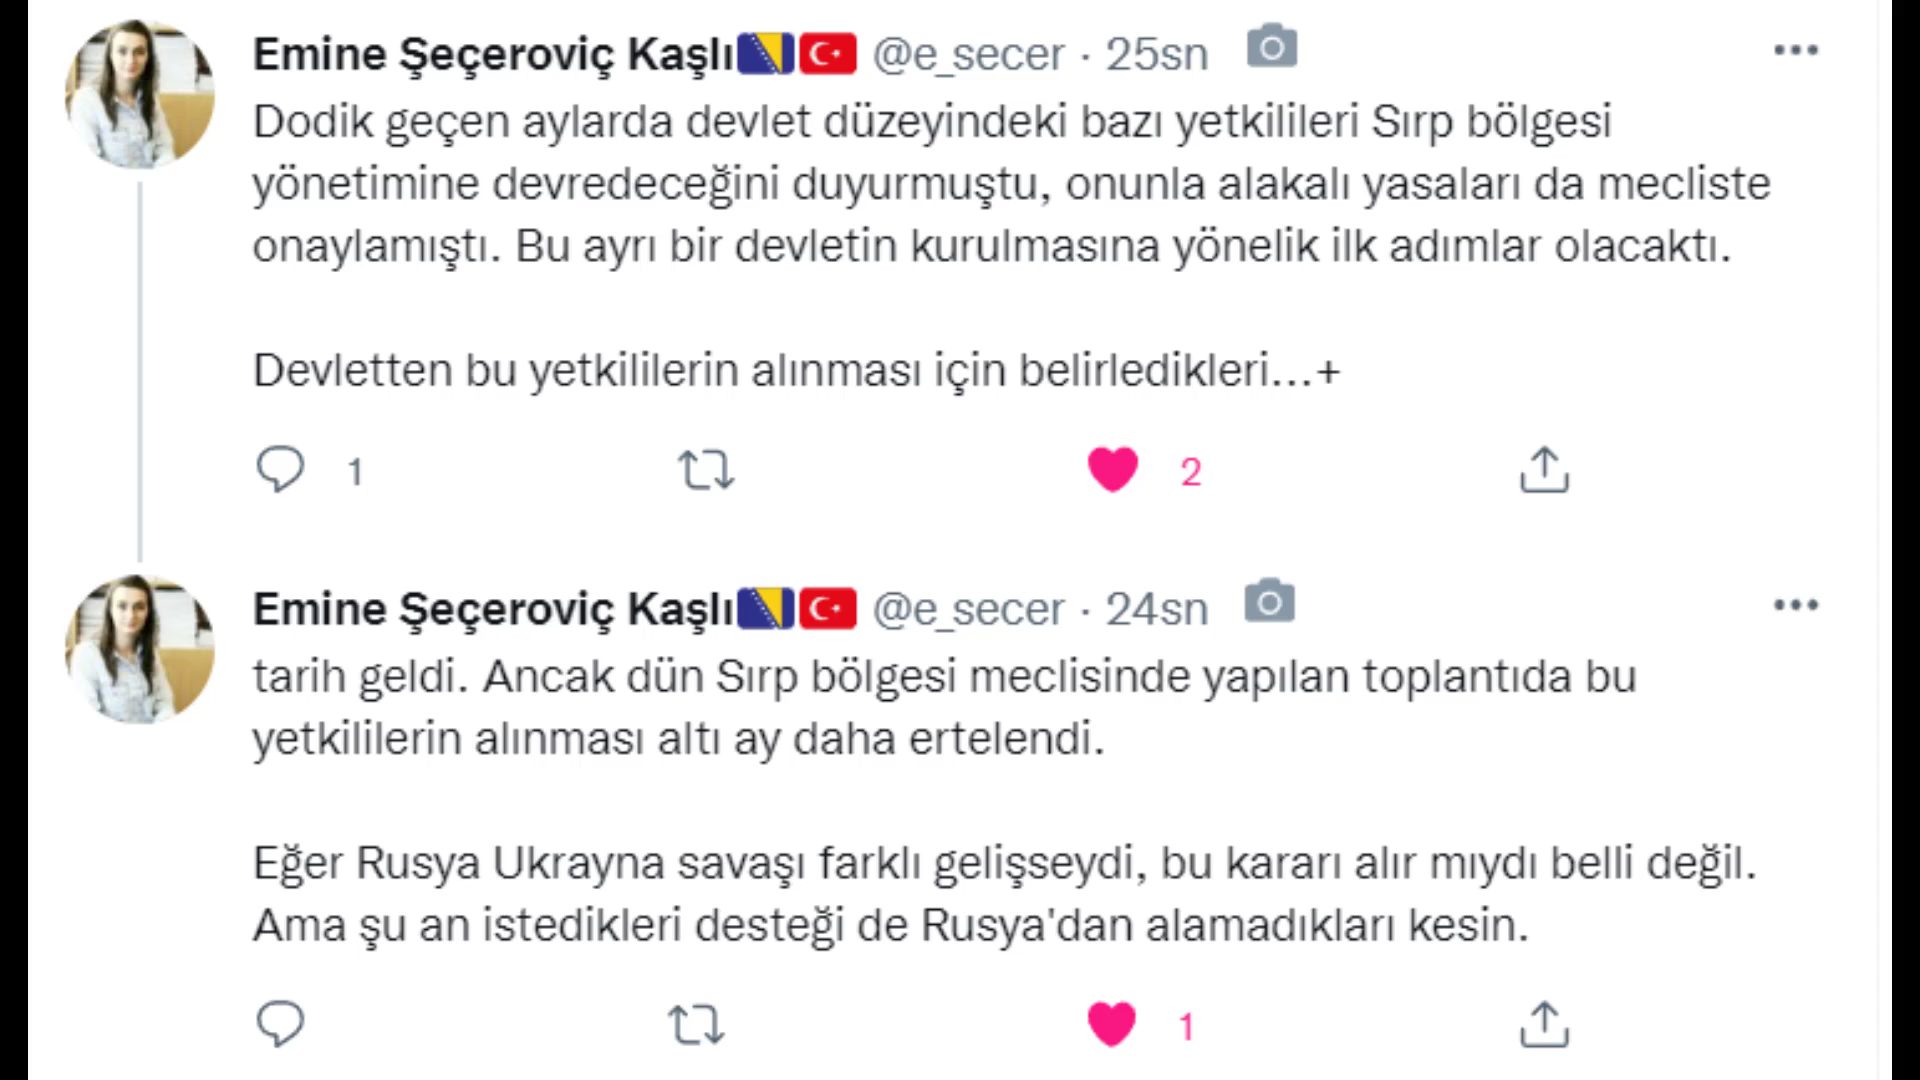 Emine Şeçeroviç Kaşlı🇧🇦🇹🇷 @e_secer · 25sn
Dodik geçen aylarda devlet düzeyindeki bazı yetkilileri Sırp bölgesi
yönetimine devredeceğini duyurmuştu, onunla alakalı yasaları da mecliste
onaylamıştı. Bu ayrı bir devletin kurulmasına yönelik ilk adımlar olacaktı.
Devletten bu yetkililerin alınması için belirledikleri...+
1 2
Emine Şeçeroviç Kaşlı🇧🇦🇹🇷 @e_secer · 24sn
tarih geldi. Ancak dün Sırp bölgesi meclisinde yapılan toplantıda bu
yetkililerin alınması altı ay daha ertelendi.
Eğer Rusya Ukrayna savaşı farklı gelişseydi, bu kararı alır mıydı belli değil.
Ama şu an istedikleri desteği de Rusya'dan alamadıkları kesin.
1